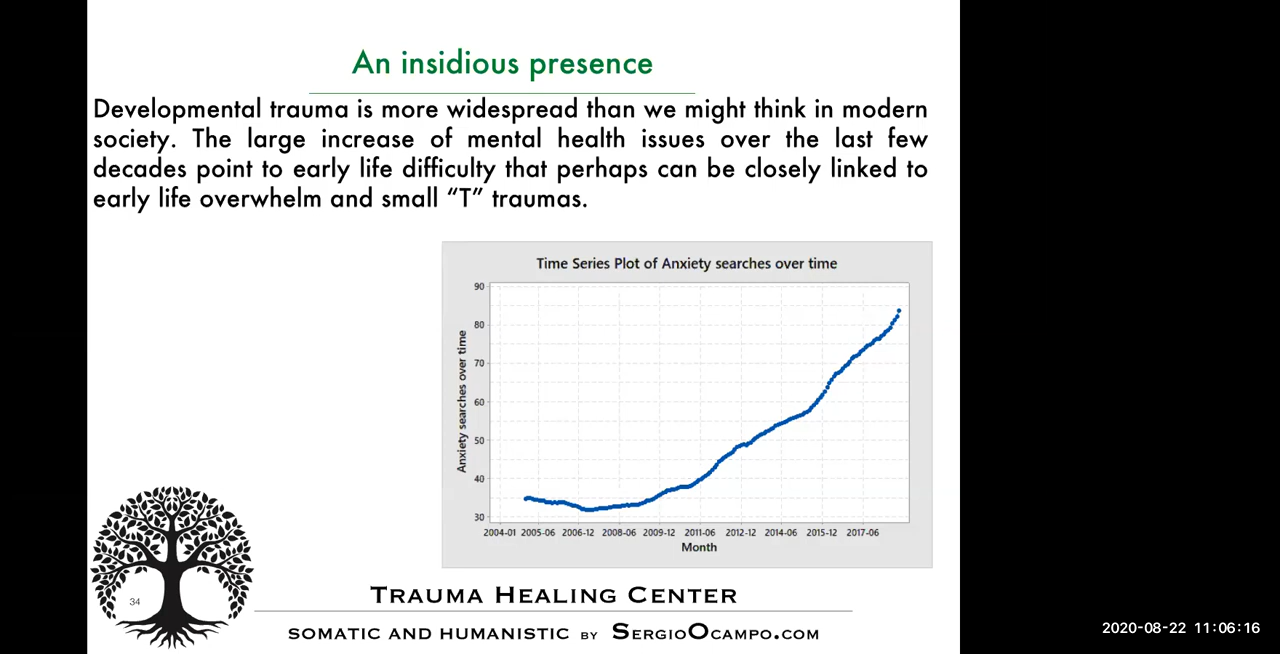 An insidious presence
Developmental trauma is more widespread than we might think in modern
society. The large increase of mental health issues over the last few
decades point to early life difficulty that perhaps can be closely linked to
early life overwhelm and small “T” traumas.
Time Series Plot of Anxiety searches over time
Anxiety searches over time
90
80
70
60
50
40
30
2004-01 2005-06 2006-12 2008-06 2009-12 2011-06 2012-12 2014-06 2015-12 2017-06
Month
34
Trauma Healing Center
somatic and humanistic by SergioOcampo.com
2020-08-22 11:06:16